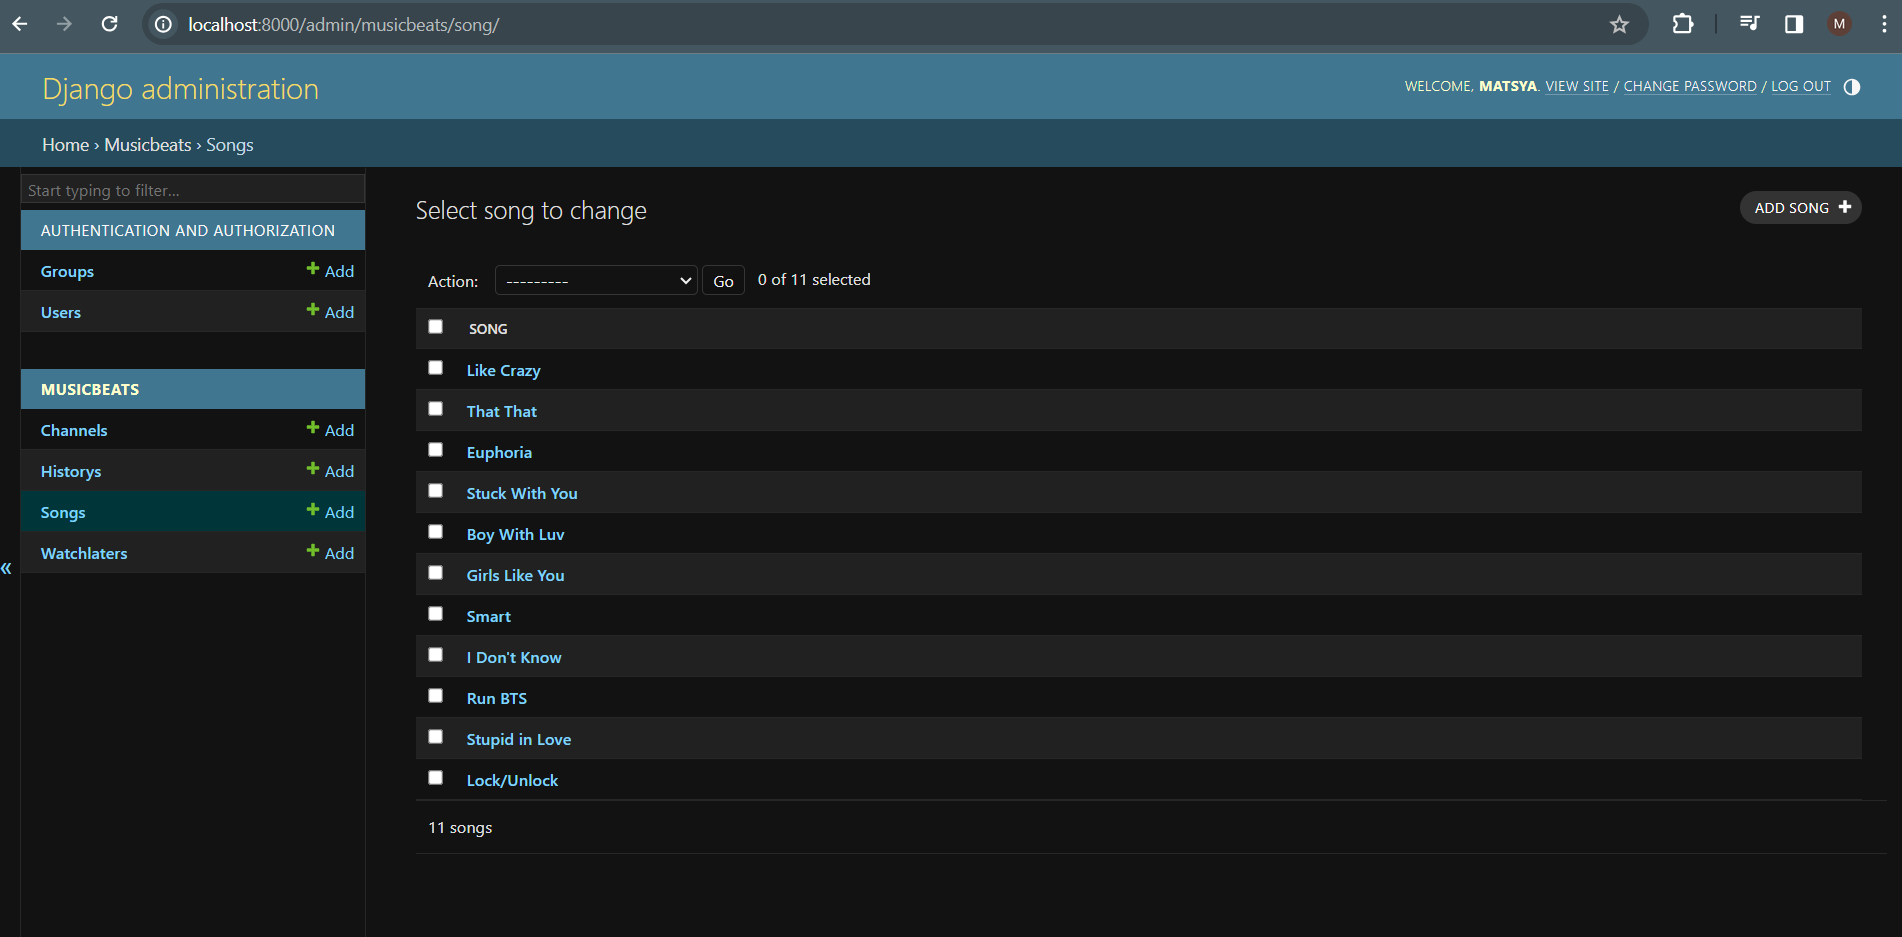 localhost:8000/admin/musicbeats/song/
M
Django administration
WELCOME, MATSYA. VIEW SITE / CHANGE PASSWORD / LOG OUT
Home › Musicbeats › Songs
Start typing to filter...
AUTHENTICATION AND AUTHORIZATION
Groups + Add
Users + Add
MUSICBEATS
Channels + Add
Historys + Add
Songs + Add
Watchlaters + Add
«
Select song to change
ADD SONG +
Action: --------- Go 0 of 11 selected
SONG
Like Crazy
That That
Euphoria
Stuck With You
Boy With Luv
Girls Like You
Smart
I Don't Know
Run BTS
Stupid in Love
Lock/Unlock
11 songs